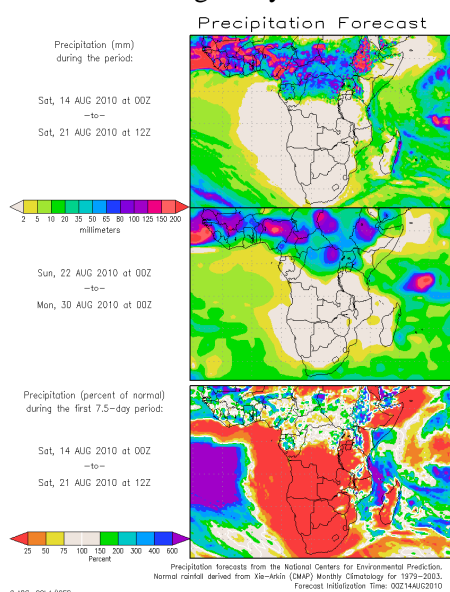 Precipitation Forecast
Precipitation (mm)
during the period:
Sat, 14 AUG 2010 at 00Z
-to-
Sat, 21 AUG 2010 at 12Z
2 5 10 20 35 50 65 80 100 125 150 200
millimeters
Sun, 22 AUG 2010 at 00Z
-to-
Mon, 30 AUG 2010 at 00Z
Precipitation (percent of normal)
during the first 7.5-day period:
Sat, 14 AUG 2010 at 00Z
-to-
Sat, 21 AUG 2010 at 12Z
25 50 75 100 150 200 300 400 600
Percent
Precipitation forecasts from the National Centers for Environmental Prediction.
Normal rainfall derived from Xie-Arkin (CMAP) Monthly Climatology for 1979-2003.
Forecast Initialization Time: 00Z14AUG2010